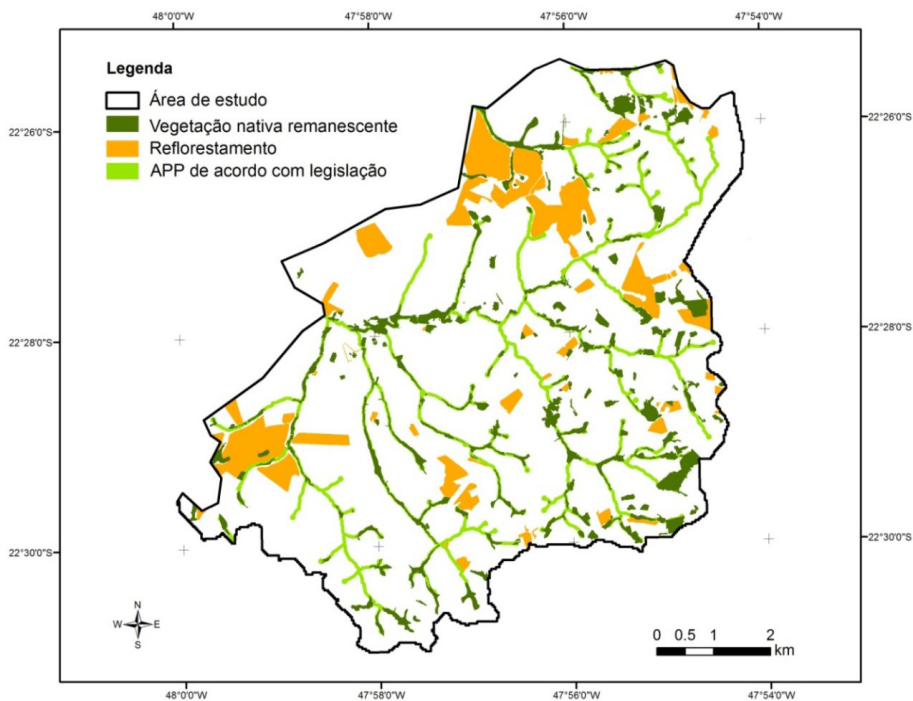 48°0'0"W 47°58'0"W 47°56'0"W 47°54'0"W
Legenda
Área de estudo
Vegetação nativa remanescente
Reflorestamento
APP de acordo com legislação
22°26'0"S 22°26'0"S
22°28'0"S 22°28'0"S
22°30'0"S 22°30'0"S
N
W E
S
0 0.5 1 2
km
48°0'0"W 47°58'0"W 47°56'0"W 47°54'0"W